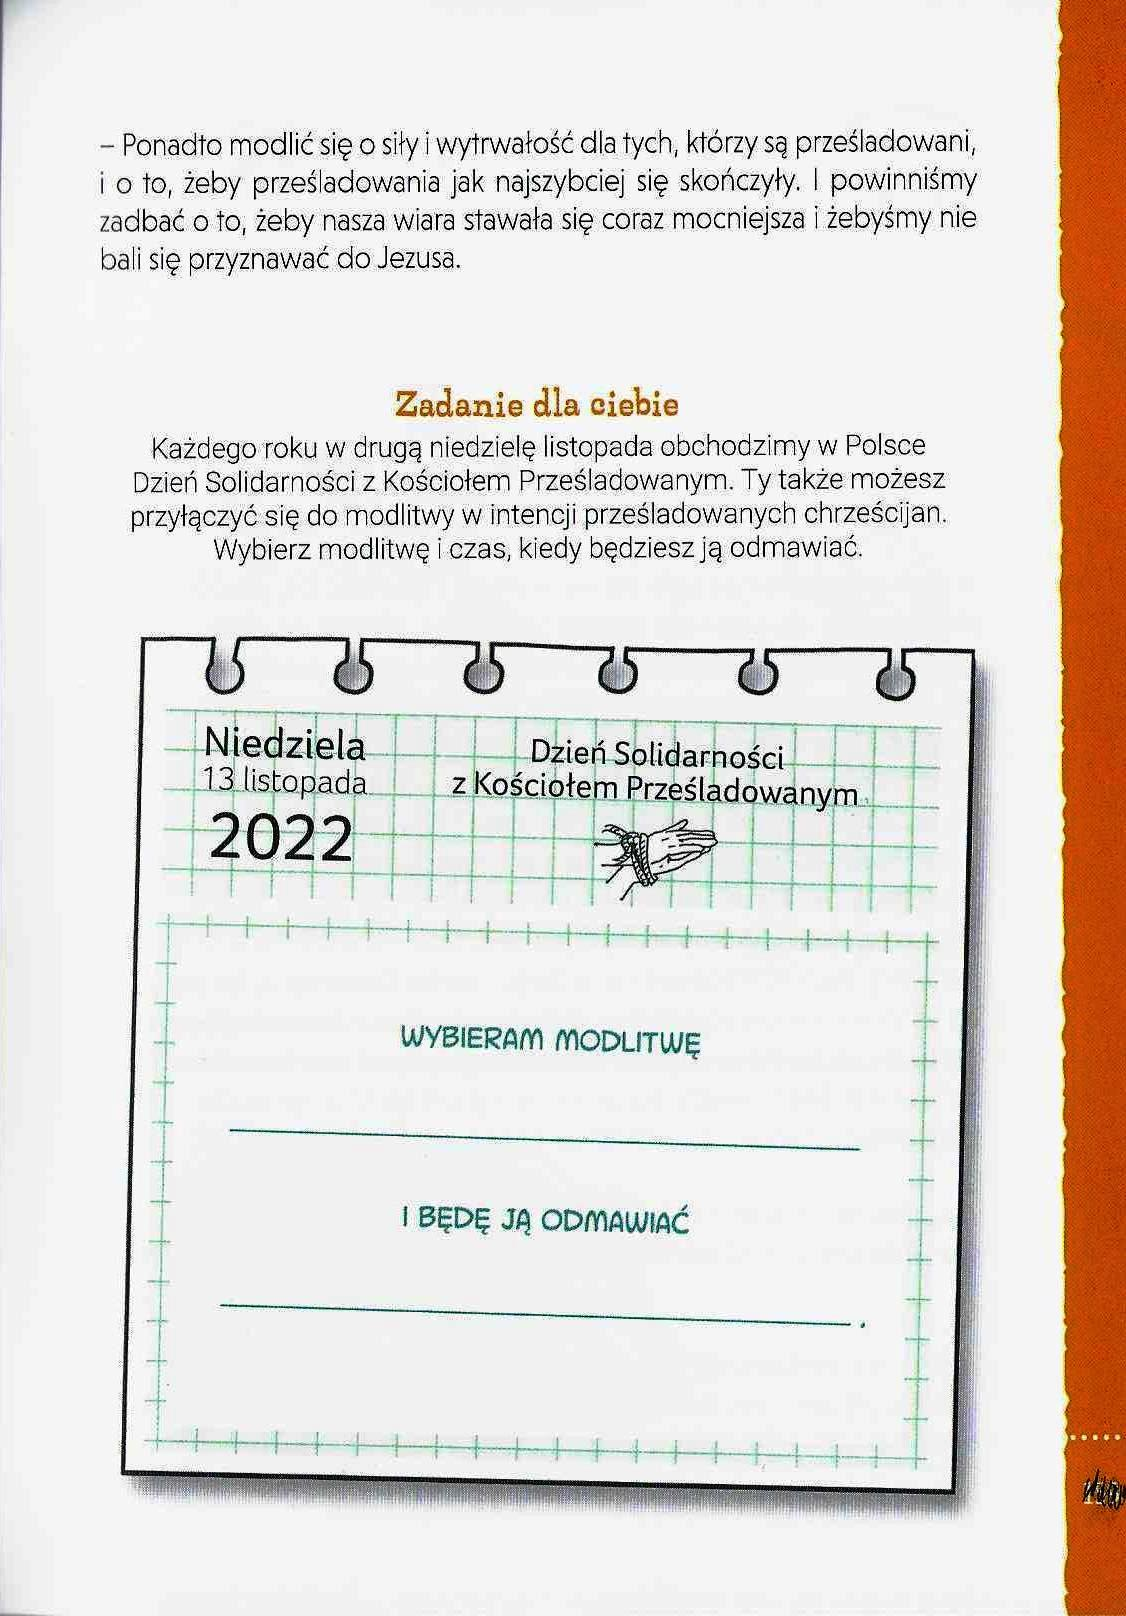 – Ponadto modlić się o siły i wytrwałość dla tych, którzy są prześladowani,
i o to, żeby prześladowania jak najszybciej się skończyły. I powinniśmy
zadbać o to, żeby nasza wiara stawała się coraz mocniejsza i żebyśmy nie
bali się przyznawać do Jezusa.
Zadanie dla ciebie
Każdego roku w drugą niedzielę listopada obchodzimy w Polsce
Dzień Solidarności z Kościołem Prześladowanym. Ty także możesz
przyłączyć się do modlitwy w intencji prześladowanych chrześcijan.
Wybierz modlitwę i czas, kiedy będziesz ją odmawiać.
Niedziela
13 listopada
2022
Dzień Solidarności
z Kościołem Prześladowanym
WYBIERAM MODLITWĘ
I BĘDĘ JĄ ODMAWIAĆ
.